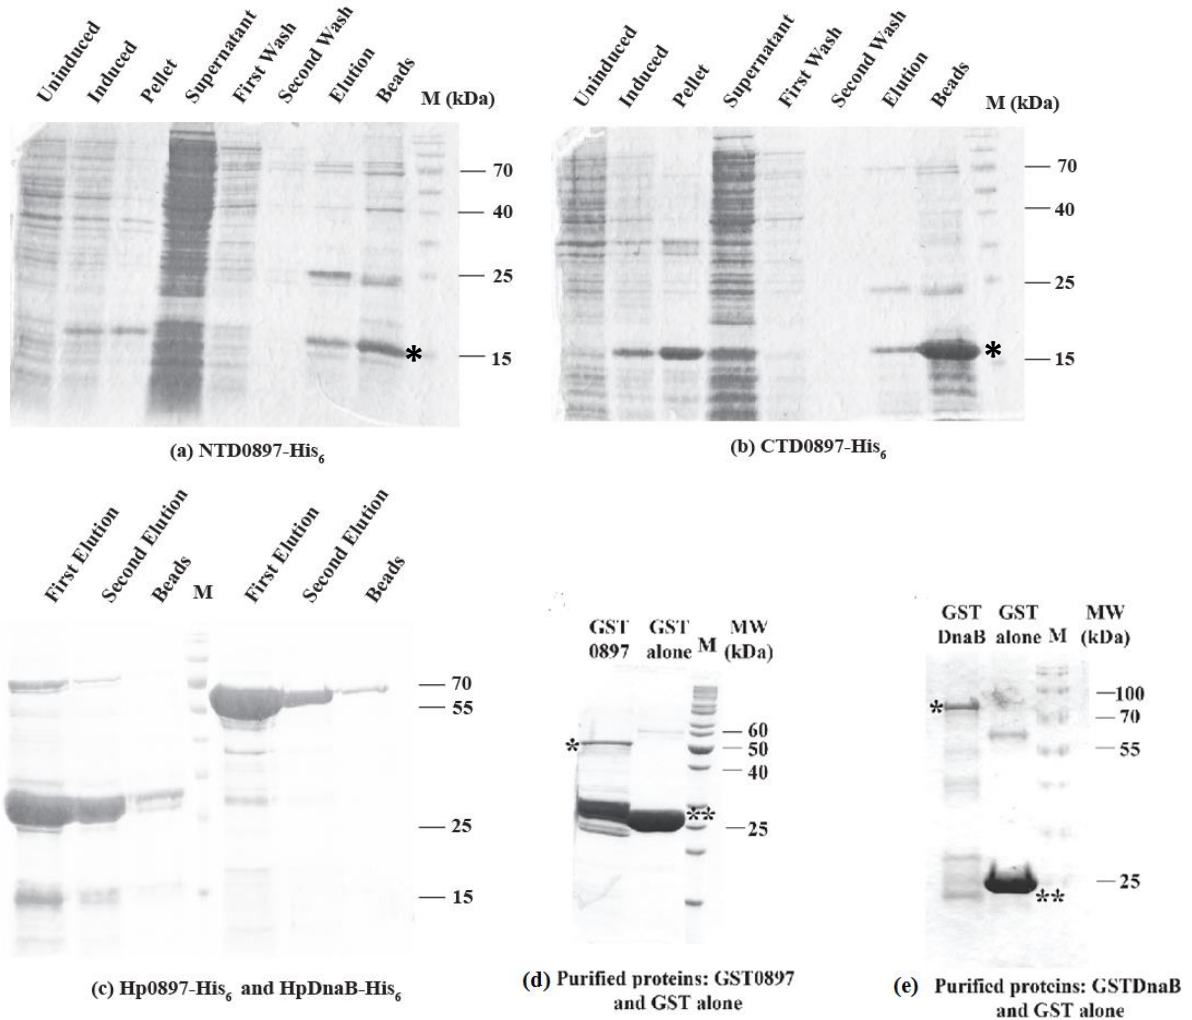 Uninduced
Induced
Pellet
Supernatant
First Wash
Second Wash
Elution
Beads
M (kDa)
70
40
25
15
*
(a) NTD0897-His6
Uninduced
Induced
Pellet
Supernatant
First Wash
Second Wash
Elution
Beads
M (kDa)
70
40
25
15
*
(b) CTD0897-His6
First Elution
Second Elution
Beads
M
First Elution
Second Elution
Beads
70
55
25
15
(c) Hp0897-His6 and HpDnaB-His6
GST
0897
GST
alone
M
MW
(kDa)
60
50
40
25
*
**
(d) Purified proteins: GST0897
and GST alone
GST
DnaB
GST
alone
M
MW
(kDa)
100
70
55
25
*
**
(e) Purified proteins: GSTDnaB
and GST alone